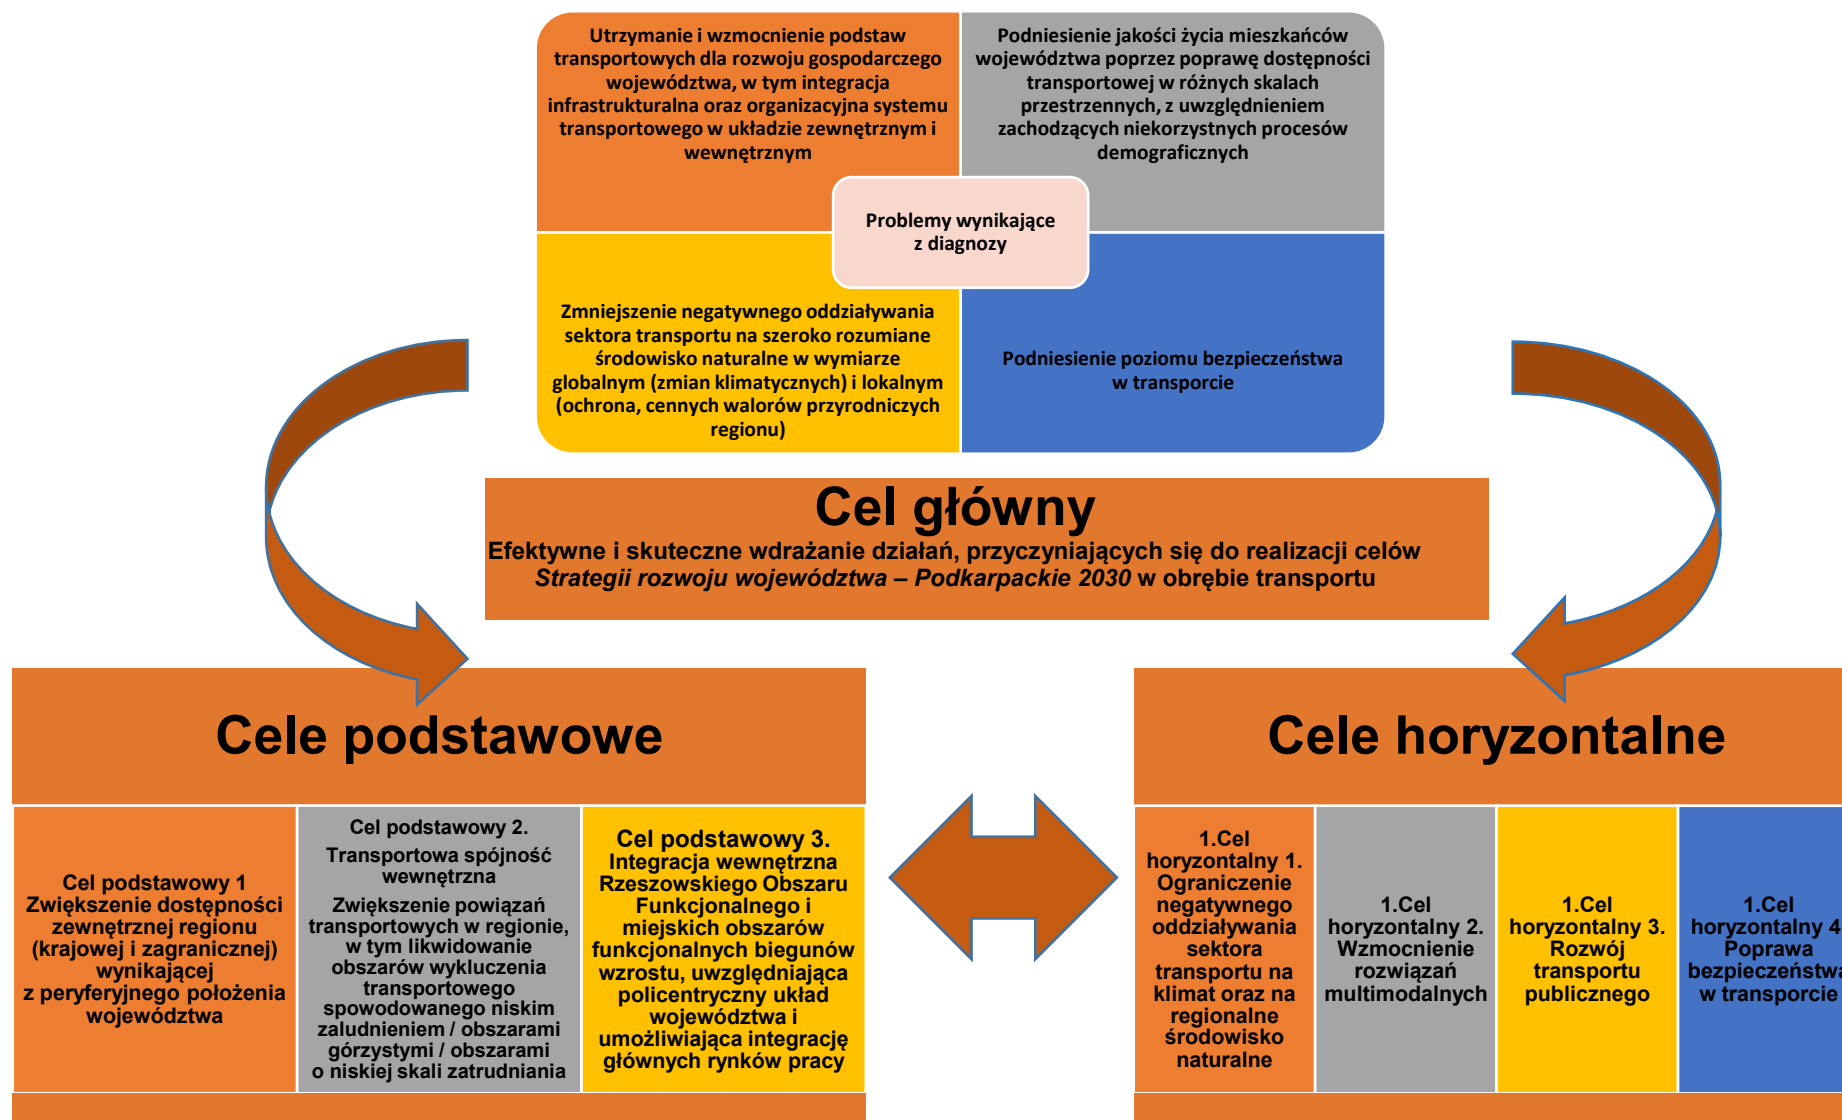 Utrzymanie i wzmocnienie podstaw
transportowych dla rozwoju gospodarczego
województwa, w tym integracja
infrastrukturalna oraz organizacyjna systemu
transportowego w układzie zewnętrznym i
wewnętrznym
Podniesienie jakości życia mieszkańców
województwa poprzez poprawę dostępności
transportowej w różnych skalach
przestrzennych, z uwzględnieniem
zachodzących niekorzystnych procesów
demograficznych
Problemy wynikające
z diagnozy
Zmniejszenie negatywnego oddziaływania
sektora transportu na szeroko rozumiane
środowisko naturalne w wymiarze
globalnym (zmian klimatycznych) i lokalnym
(ochrona, cennych walorów przyrodniczych
regionu)
Podniesienie poziomu bezpieczeństwa
w transporcie
Cel główny
Efektywne i skuteczne wdrażanie działań, przyczyniających się do realizacji celów
Strategii rozwoju województwa – Podkarpackie 2030 w obrębie transportu
Cele podstawowe
Cel podstawowy 1
Zwiększenie dostępności
zewnętrznej regionu
(krajowej i zagranicznej)
wynikającej
z peryferyjnego położenia
województwa
Cel podstawowy 2.
Transportowa spójność
wewnętrzna
Zwiększenie powiązań
transportowych w regionie,
w tym likwidowanie
obszarów wykluczenia
transportowego
spowodowanego niskim
zaludnieniem / obszarami
górzystymi / obszarami
o niskiej skali zatrudniania
Cel podstawowy 3.
Integracja wewnętrzna
Rzeszowskiego Obszaru
Funkcjonalnego i
miejskich obszarów
funkcjonalnych biegunów
wzrostu, uwzględniająca
policentryczny układ
województwa i
umożliwiająca integrację
głównych rynków pracy
Cele horyzontalne
1.Cel
horyzontalny 1.
Ograniczenie
negatywnego
oddziaływania
sektora
transportu na
klimat oraz na
regionalne
środowisko
naturalne
1.Cel
horyzontalny 2.
Wzmocnienie
rozwiązań
multimodalnych
1.Cel
horyzontalny 3.
Rozwój
transportu
publicznego
1.Cel
horyzontalny 4
Poprawa
bezpieczeństwa
w transporcie